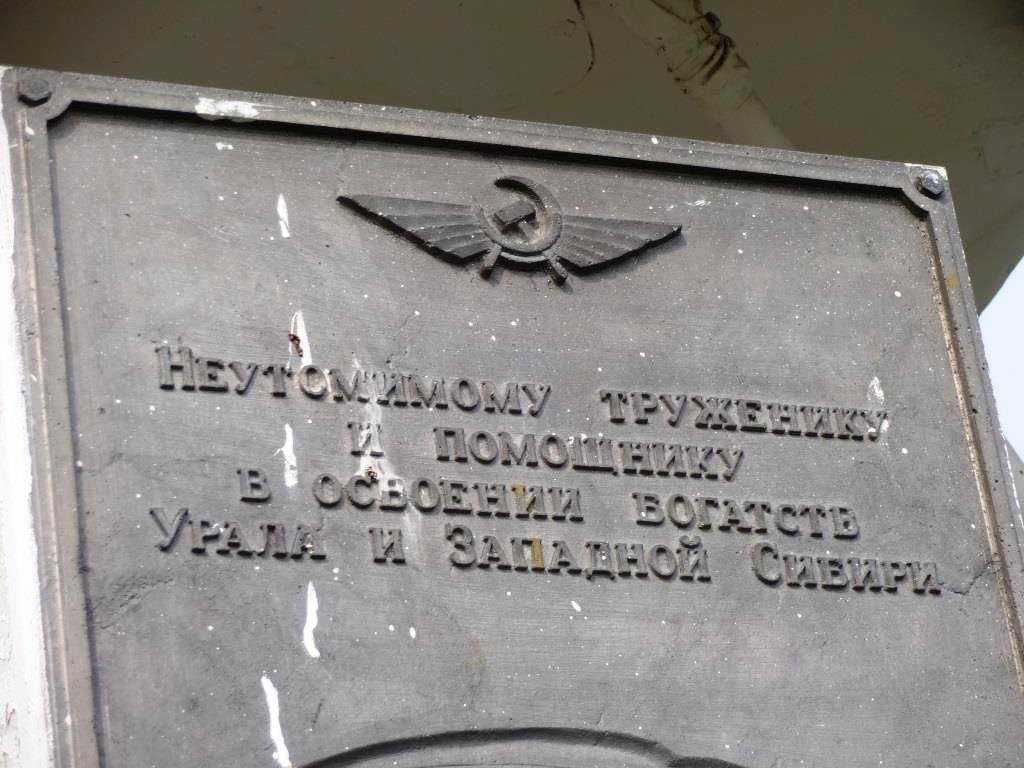 Неутомимому труженику
и помощнику
в освоении богатств
Урала и Западной Сибири